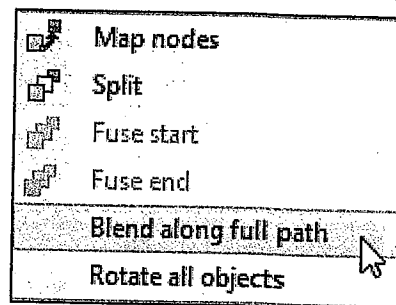 Map nodes
Split
Fuse start
Fuse end
Blend along full path
Rotate all objects